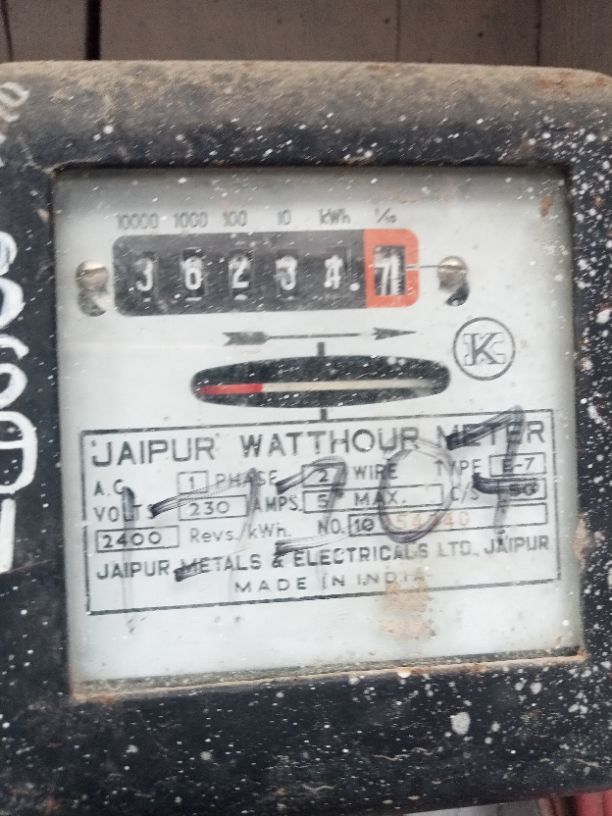 10000 1000 100 10 kWh 1/10
3 6 2 3 1.7
K
JAIPUR WATTHOUR METER
A.C. 1 PHASE 2 WIRE TYPE E-7
VOLT 230 AMPS. 5 MAX. C/S 50
2400 Revs./kWh. NO. 10
JAIPUR METALS & ELECTRICALS LTD., JAIPUR
MADE IN INDIA